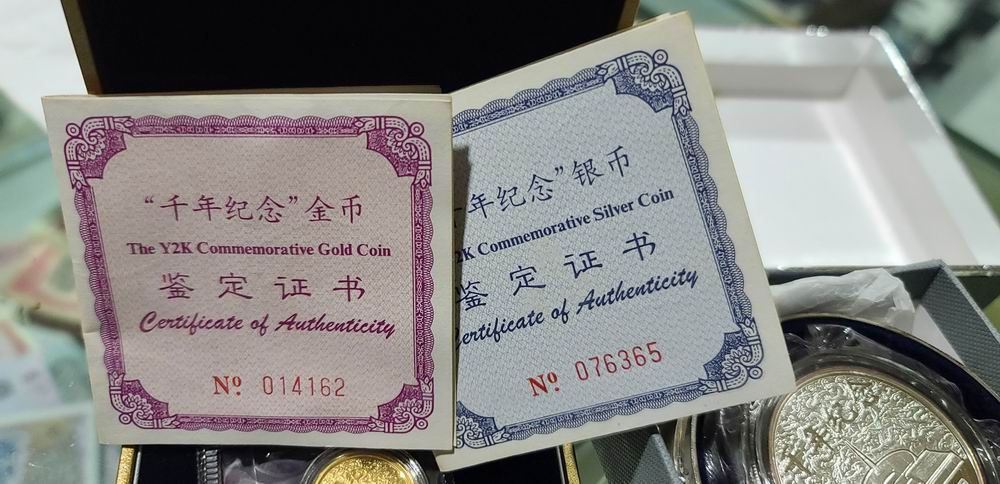 “千年纪念”金币
The Y2K Commemorative Gold Coin
鉴定证书
Certificate of Authenticity
Nº 014162
年纪念”银币
2K Commemorative Silver Coin
鉴定证书
ertificate of Authenticity
Nº 076365